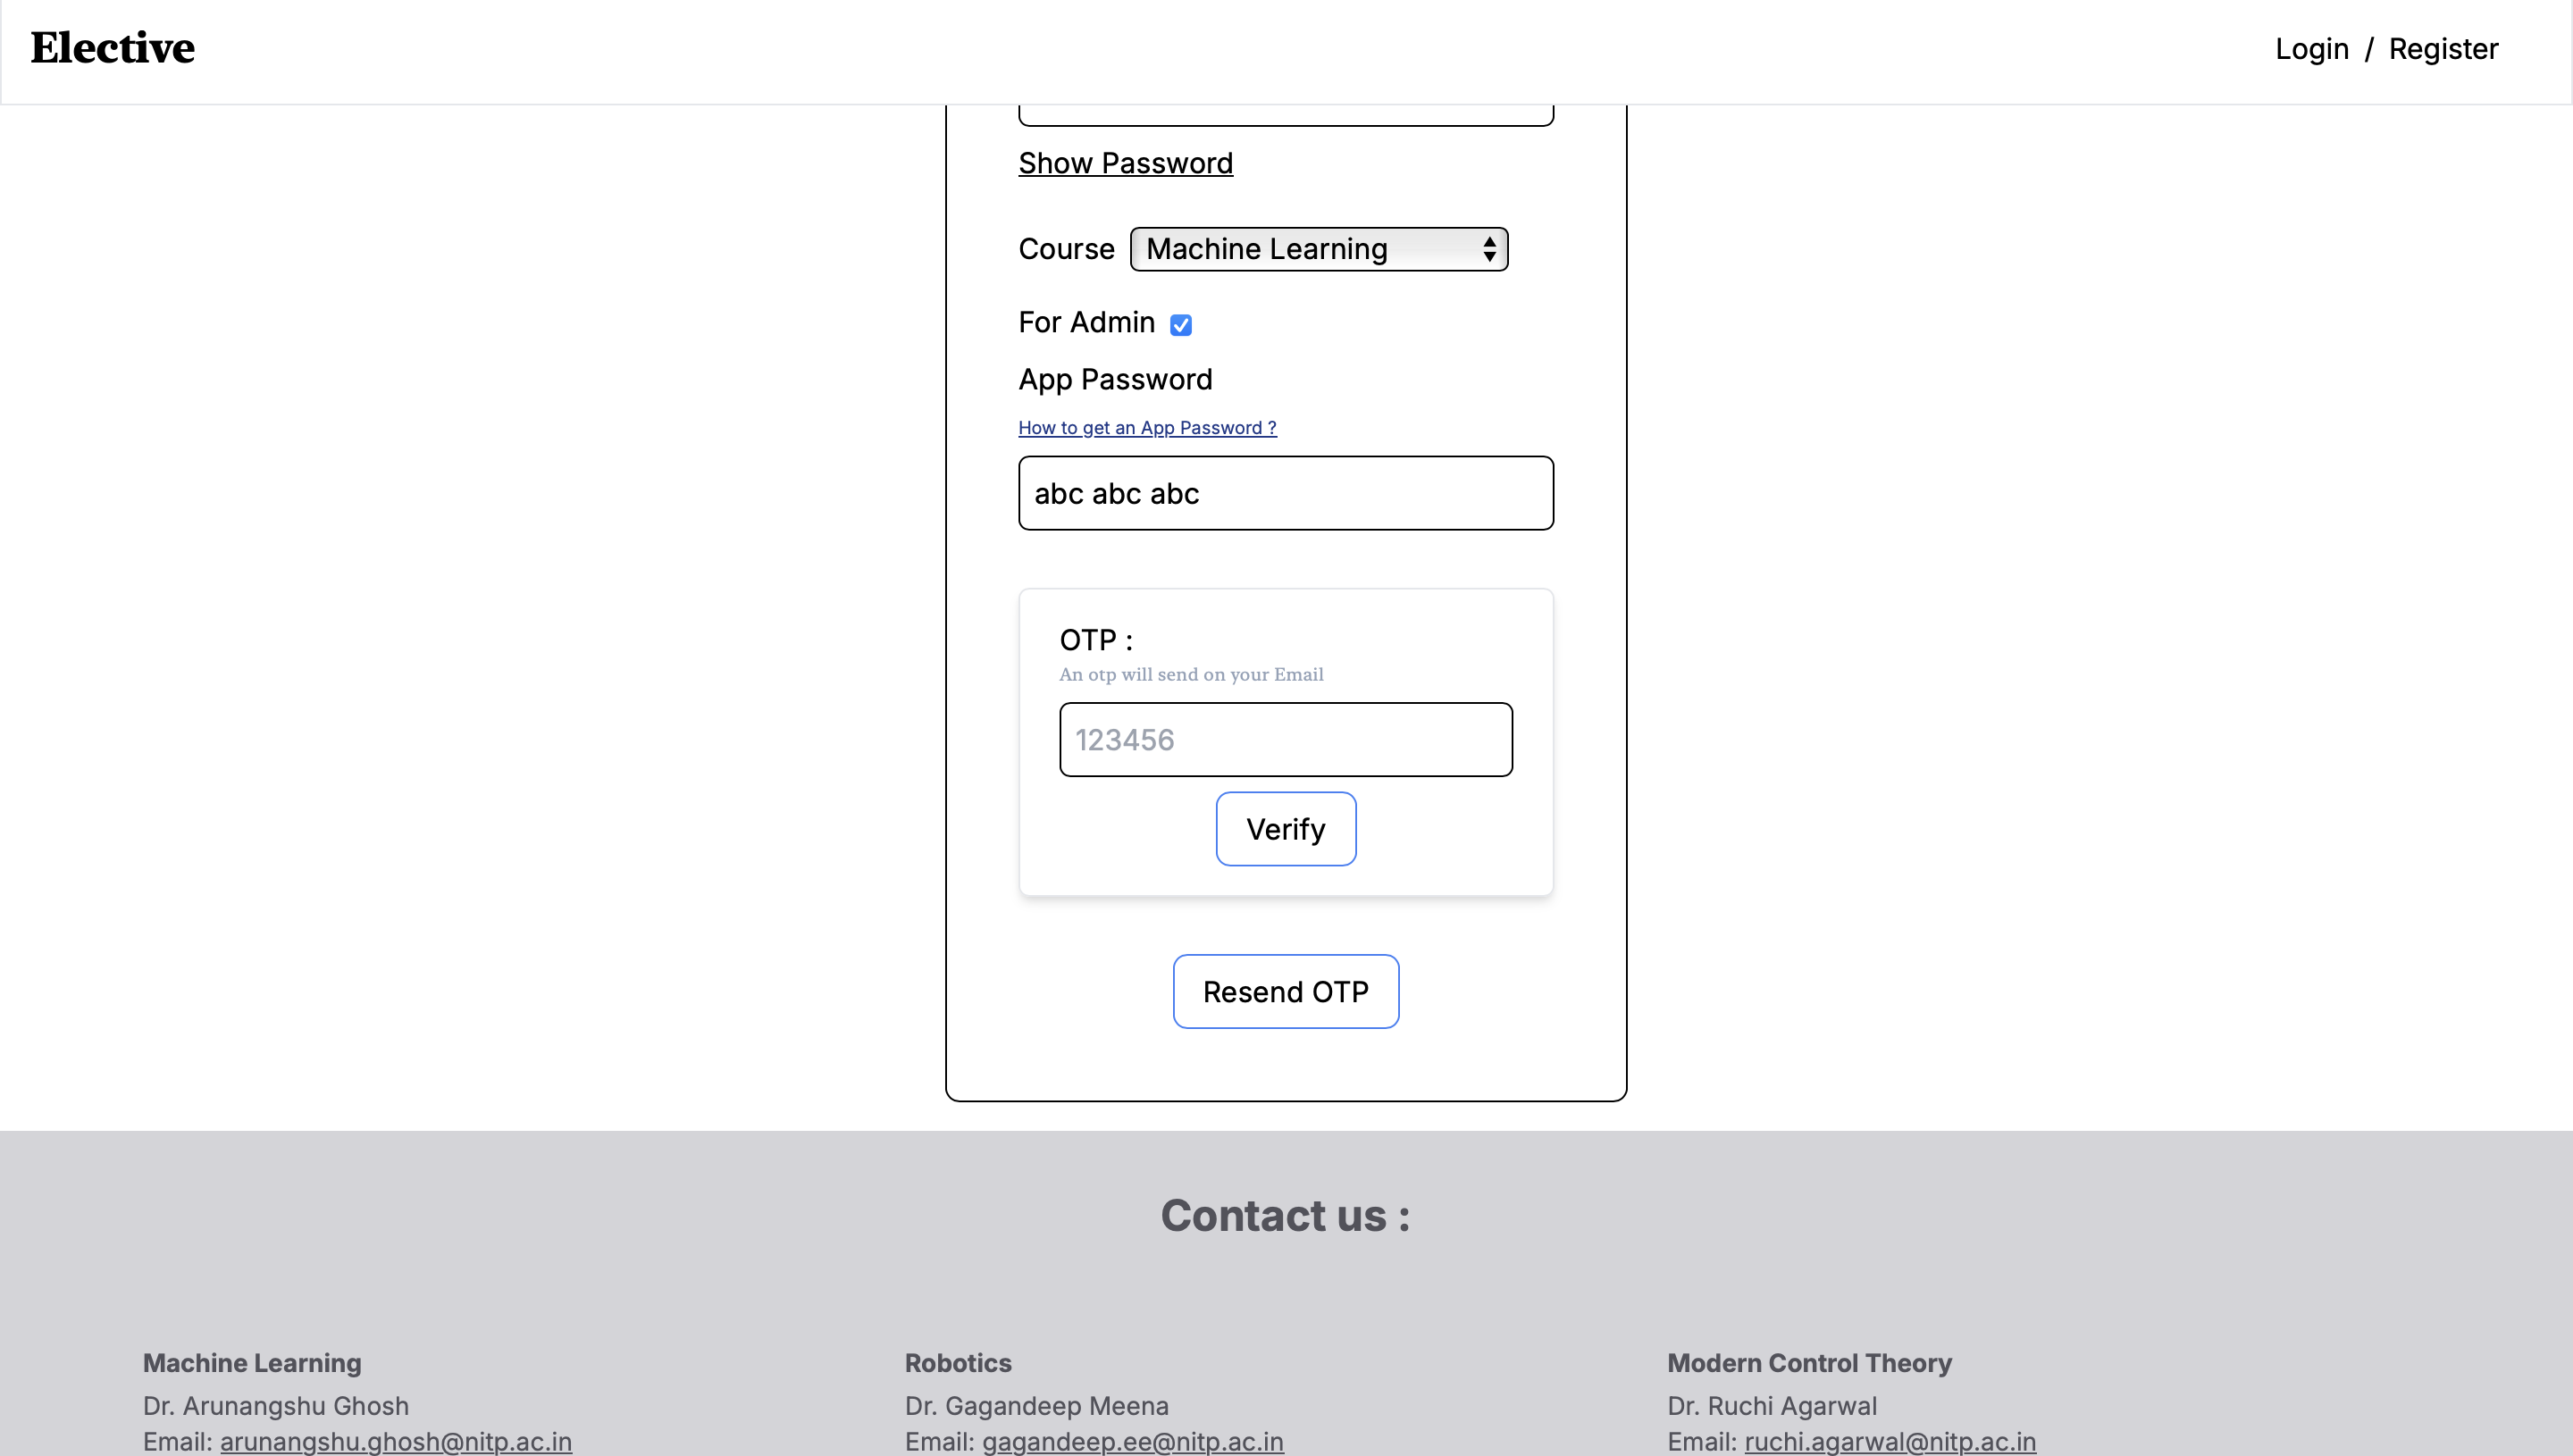 Elective
Login / Register
Show Password
Course Machine Learning
For Admin
App Password
How to get an App Password ?
abc abc abc
OTP :
An otp will send on your Email
123456
Verify
Resend OTP
Contact us :
Machine Learning
Dr. Arunangshu Ghosh
Email: arunangshu.ghosh@nitp.ac.in
Robotics
Dr. Gagandeep Meena
Email: gagandeep.ee@nitp.ac.in
Modern Control Theory
Dr. Ruchi Agarwal
Email: ruchi.agarwal@nitp.ac.in